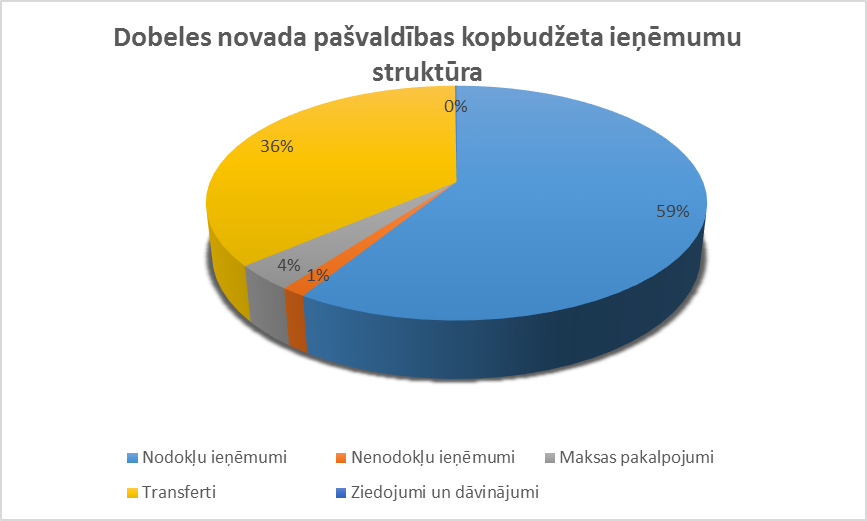 Dobeles novada pašvaldības kopbudžeta ieņēmumu
struktūra
0%
36%
59%
4%
1%
Nodokļu ieņēmumi
Nenodokļu ieņēmumi
Maksas pakalpojumi
Transferti
Ziedojumi un dāvinājumi